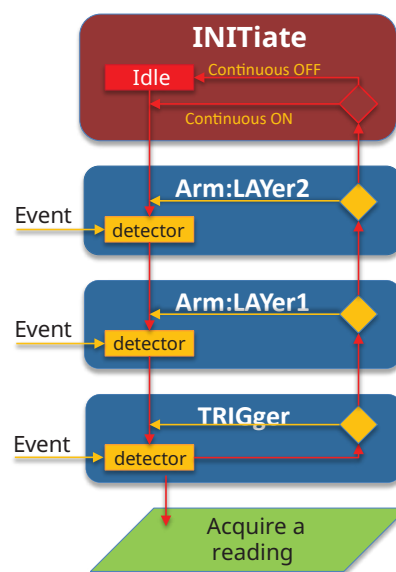 INITiate
Idle
Continuous OFF
Continuous ON
Arm:LAYer2
Event
detector
Arm:LAYer1
Event
detector
TRIGger
Event
detector
Acquire a
reading